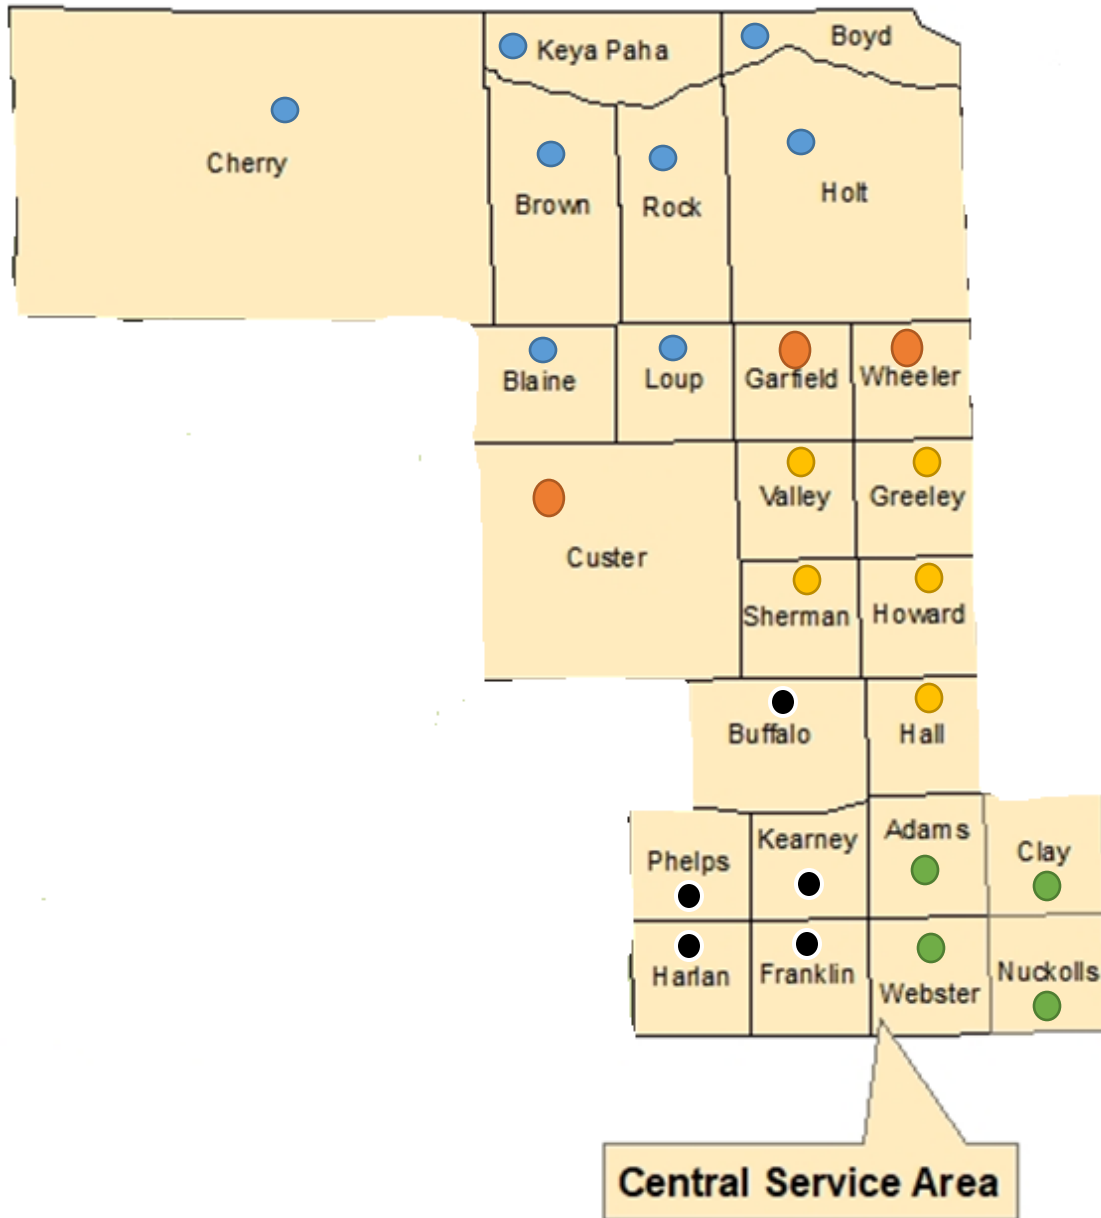 Keya Paha
Boyd
Cherry
Brown
Rock
Holt
Blaine
Loup
Garfield
Wheeler
Valley
Greeley
Custer
Sherman
Howard
Buffalo
Hall
Phelps
Kearney
Adams
Clay
Harlan
Franklin
Webster
Nuckolls
Central Service Area